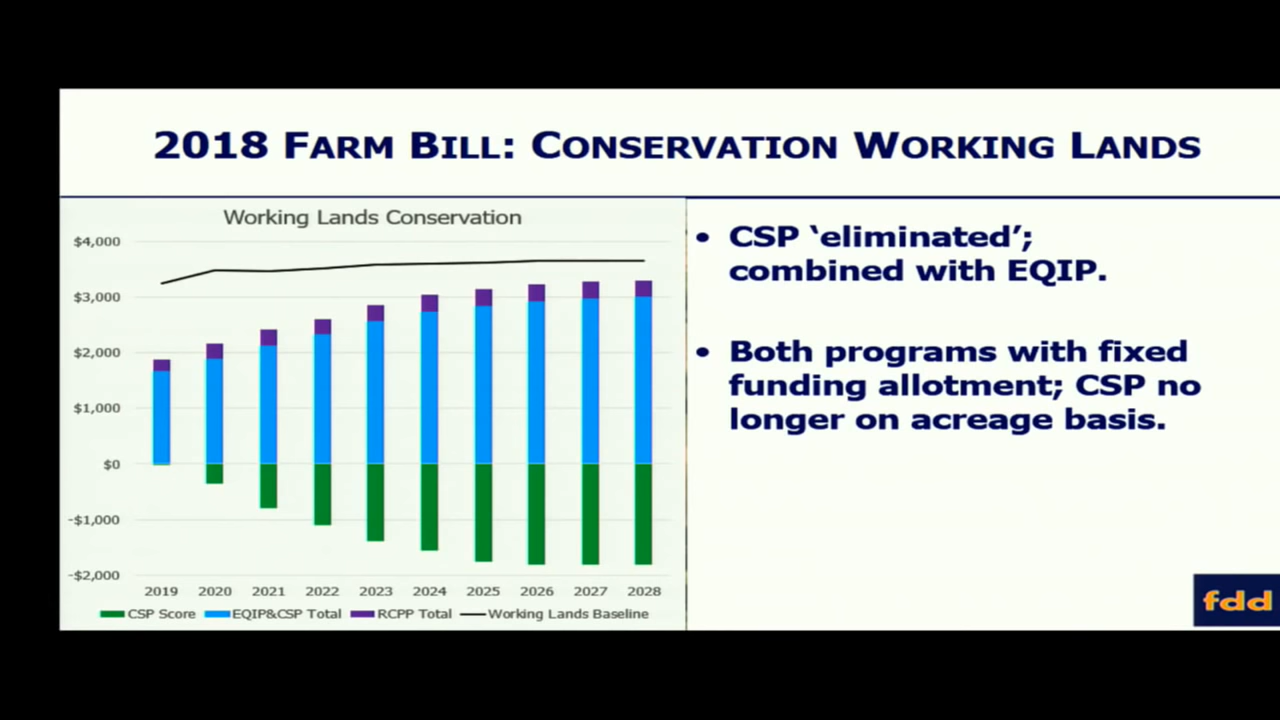 2018 FARM BILL: CONSERVATION WORKING LANDS
Working Lands Conservation
$4,000
$3,000
$2,000
$1,000
$0
-$1,000
-$2,000
2019 2020 2021 2022 2023 2024 2025 2026 2027 2028
CSP Score EQIP&CSP Total RCPP Total Working Lands Baseline
• CSP ‘eliminated’;
combined with EQIP.
• Both programs with fixed
funding allotment; CSP no
longer on acreage basis.
fdd